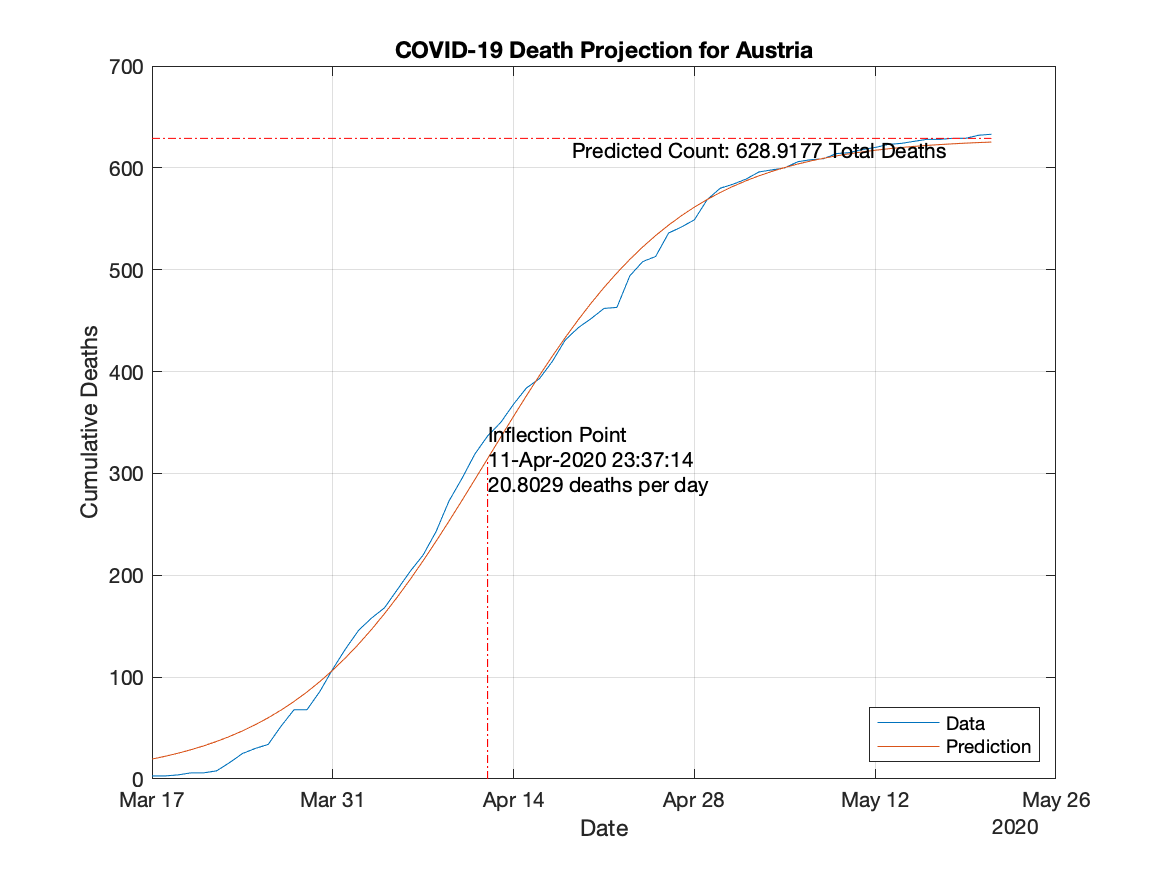 COVID-19 Death Projection for Austria
700
600
500
400
300
200
100
0
Cumulative Deaths
Predicted Count: 628.9177 Total Deaths
Inflection Point
11-Apr-2020 23:37:14
20.8029 deaths per day
Data
Prediction
Mar 17 Mar 31 Apr 14 Apr 28 May 12 May 26
Date
2020